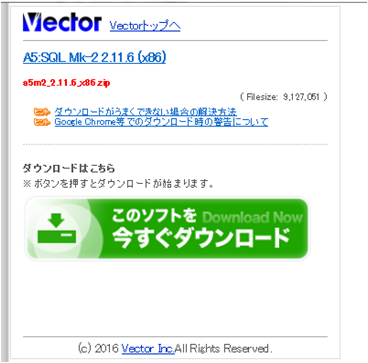 Vector Vectorトップへ
A5:SQL Mk-2 2.11.6 (x86)
a5m2_2.11.6_x86.zip
( Filesize: 9,127,051 )
ダウンロードがうまくできない場合の解決方法
Google Chrome等でのダウンロード時の警告について
ダウンロードはこちら
※ボタンを押すとダウンロードが始まります。
このソフトを Download Now
今すぐダウンロード
(c) 2016 Vector Inc.All Rights Reserved.